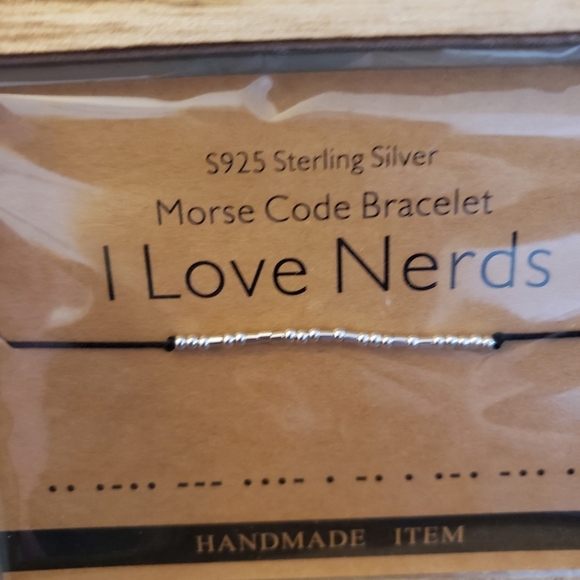 S925 Sterling Silver
Morse Code Bracelet
I Love Nerds
•• •−•• −−− •••• − • −• • •−• −•• •
HANDMADE ITEM